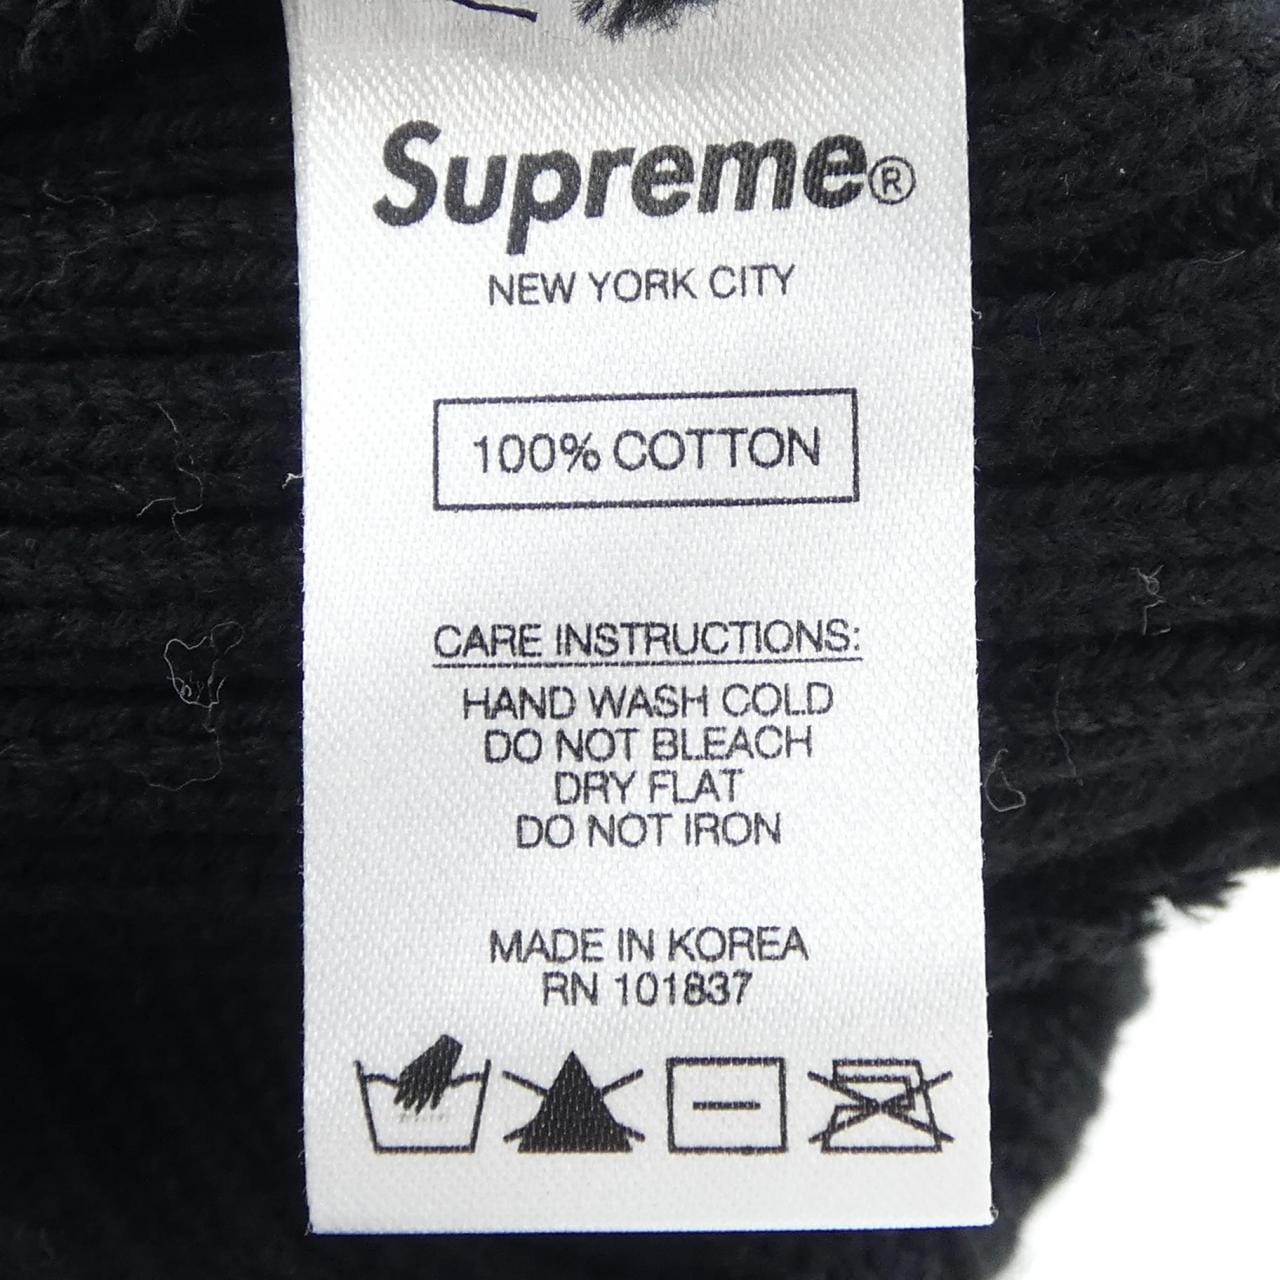 Supreme®
NEW YORK CITY
100% COTTON
CARE INSTRUCTIONS:
HAND WASH COLD
DO NOT BLEACH
DRY FLAT
DO NOT IRON
MADE IN KOREA
RN 101837